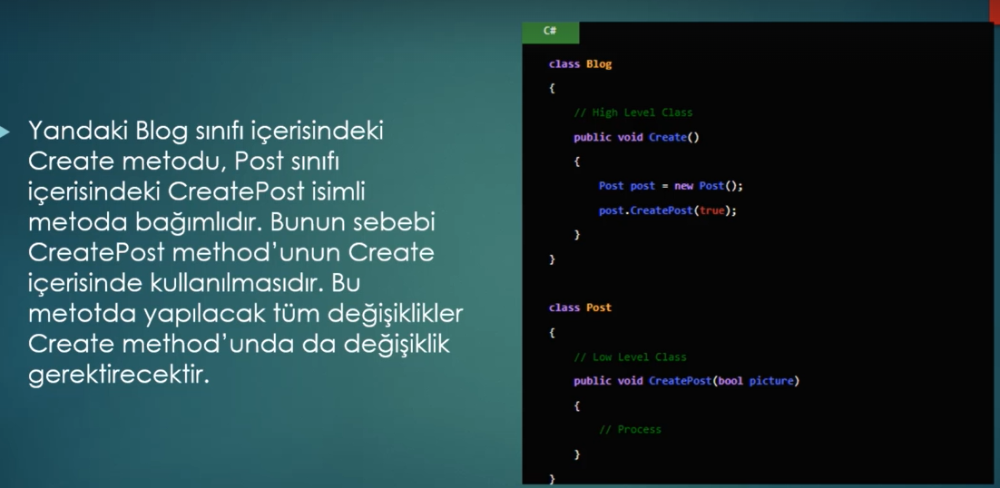 Yandaki Blog sınıfı içerisindeki
Create metodu, Post sınıfı
içerisindeki CreatePost isimli
metoda bağımlıdır. Bunun sebebi
CreatePost method'unun Create
içerisinde kullanılmasıdır. Bu
metotda yapılacak tüm değişiklikler
Create method'unda da değişiklik
gerektirecektir.
C#
class Blog
{
// High Level Class
public void Create()
{
Post post = new Post();
post.CreatePost(true);
}
}
class Post
{
// Low Level Class
public void CreatePost(bool picture)
{
// Process
}
}